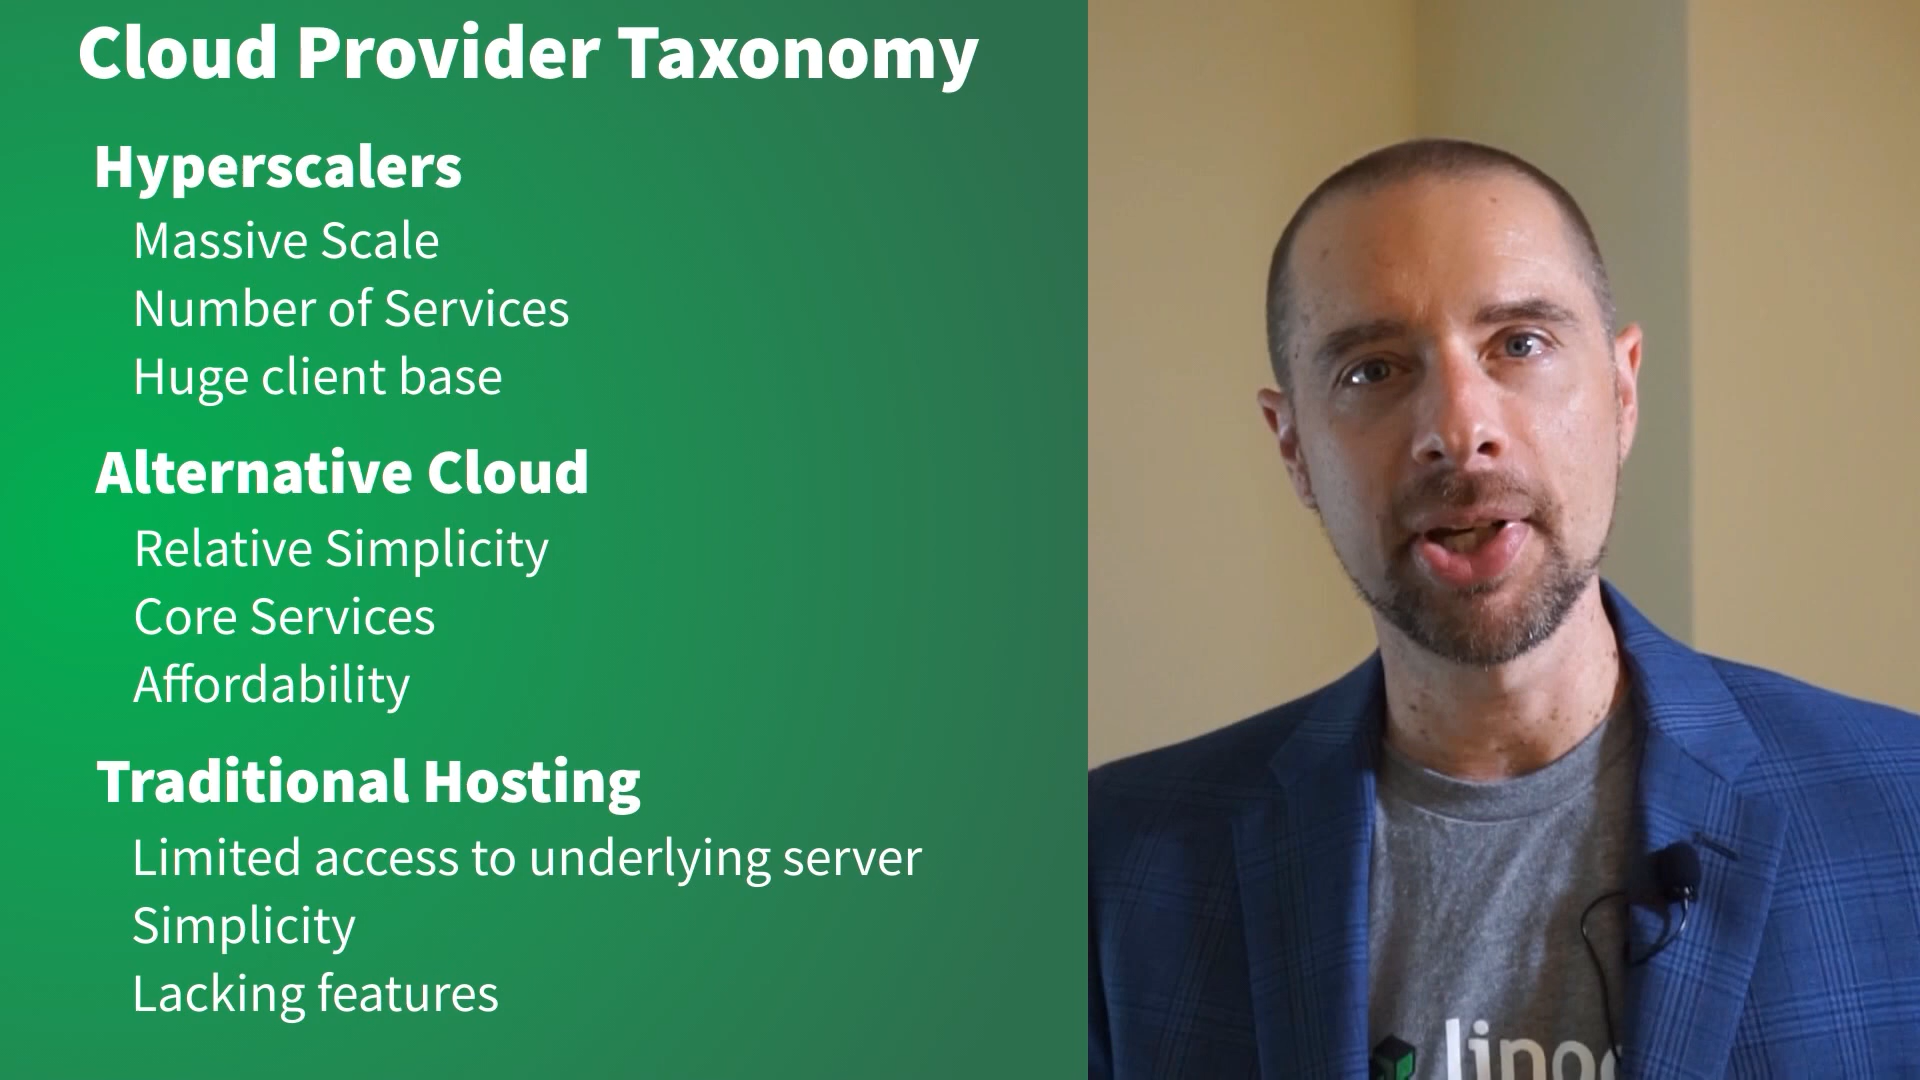 Cloud Provider Taxonomy
Hyperscalers
Massive Scale
Number of Services
Huge client base
Alternative Cloud
Relative Simplicity
Core Services
Affordability
Traditional Hosting
Limited access to underlying server
Simplicity
Lacking features